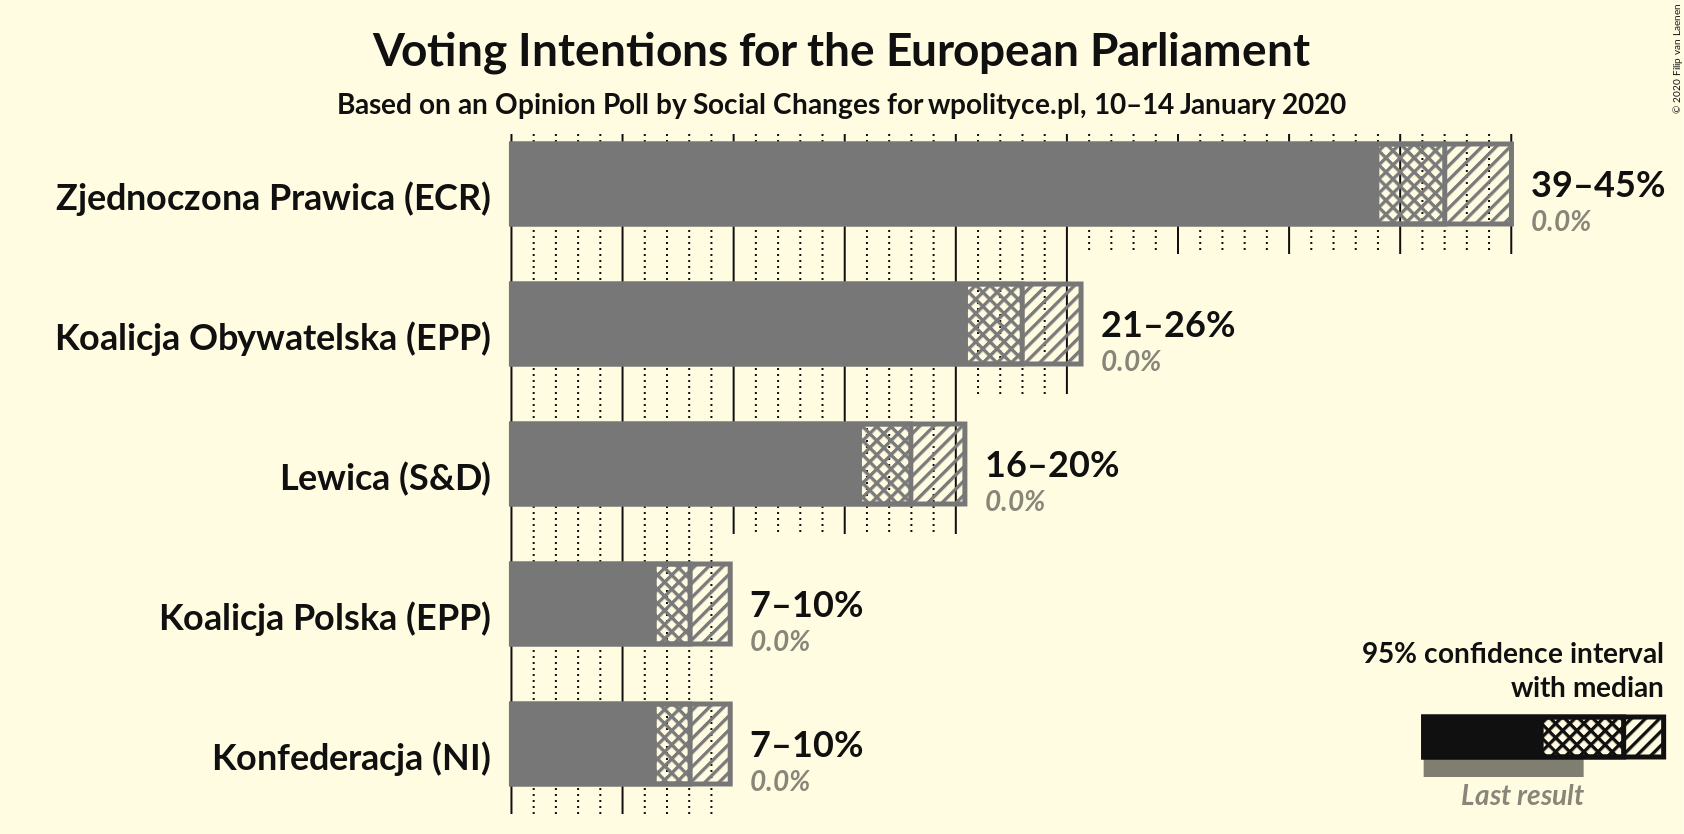 Voting Intentions for the European Parliament
Based on an Opinion Poll by Social Changes for wpolityce.pl, 10–14 January 2020
© 2020 Filip van Laenen
Zjednoczona Prawica (ECR)
39–45%
0.0%
Koalicja Obywatelska (EPP)
21–26%
0.0%
Lewica (S&D)
16–20%
0.0%
Koalicja Polska (EPP)
7–10%
0.0%
Konfederacja (NI)
7–10%
0.0%
95% confidence interval
with median
Last result